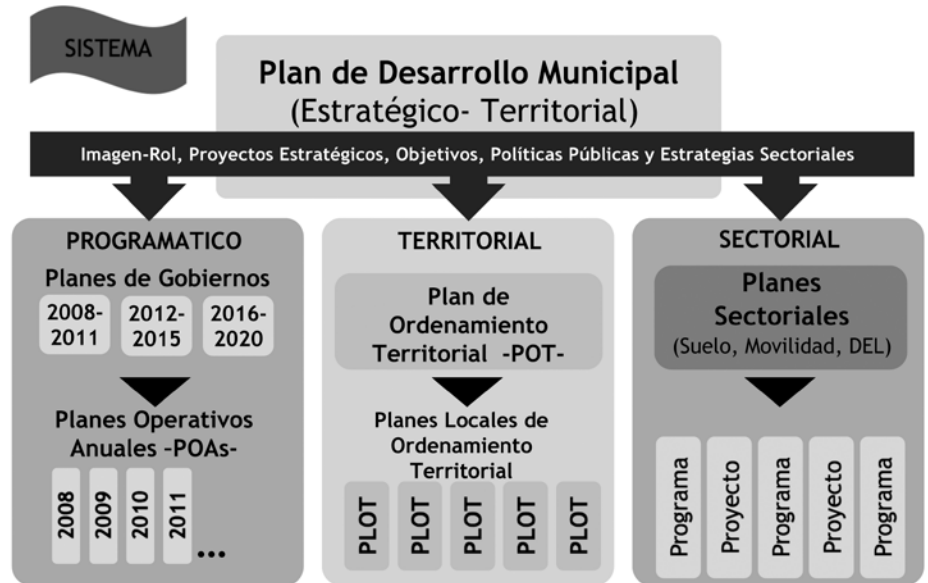 SISTEMA
Plan de Desarrollo Municipal
(Estratégico- Territorial)
Imagen-Rol, Proyectos Estratégicos, Objetivos, Políticas Públicas y Estrategias Sectoriales
PROGRAMATICO
Planes de Gobiernos
2008-
2011
2012-
2015
2016-
2020
Planes Operativos
Anuales -POAs-
2008
2009
2010
2011
...
TERRITORIAL
Plan de
Ordenamiento
Territorial -POT-
Planes Locales de
Ordenamiento
Territorial
PLOT
PLOT
PLOT
PLOT
PLOT
SECTORIAL
Planes
Sectoriales
(Suelo, Movilidad, DEL)
Programa
Proyecto
Programa
Proyecto
Programa